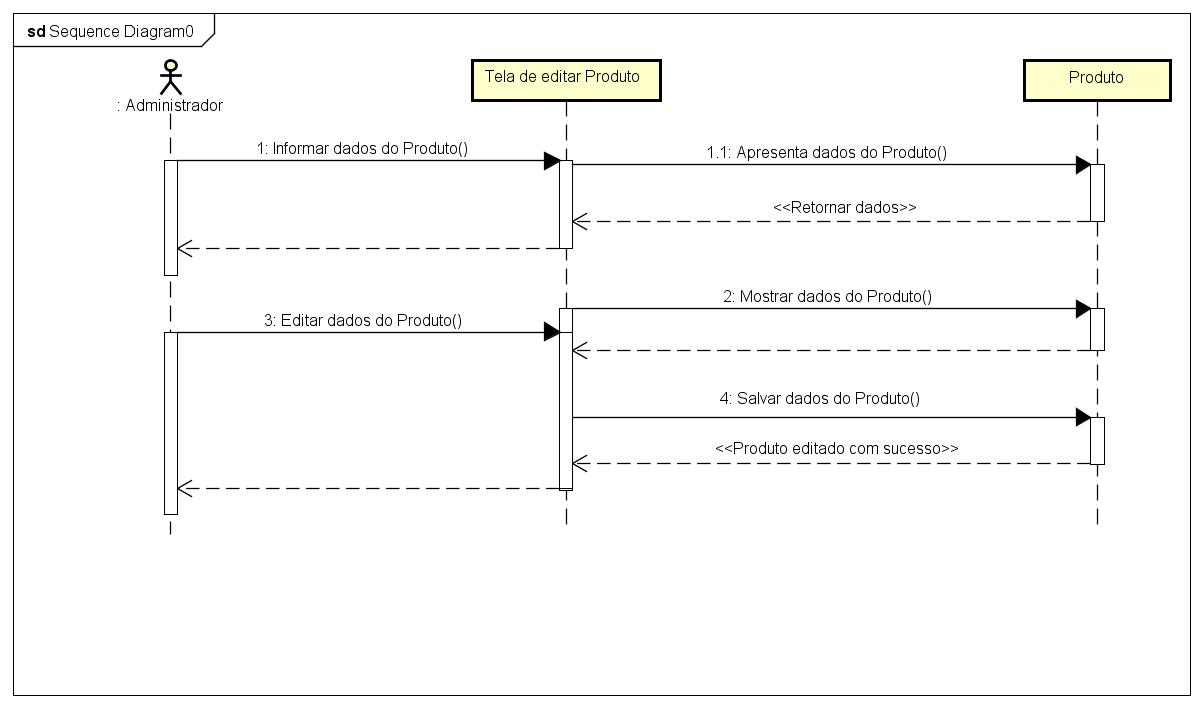 sd Sequence Diagram0
: Administrador
Tela de editar Produto
Produto
1: Informar dados do Produto()
1.1: Apresenta dados do Produto()
<<Retornar dados>>
2: Mostrar dados do Produto()
3: Editar dados do Produto()
4: Salvar dados do Produto()
<<Produto editado com sucesso>>